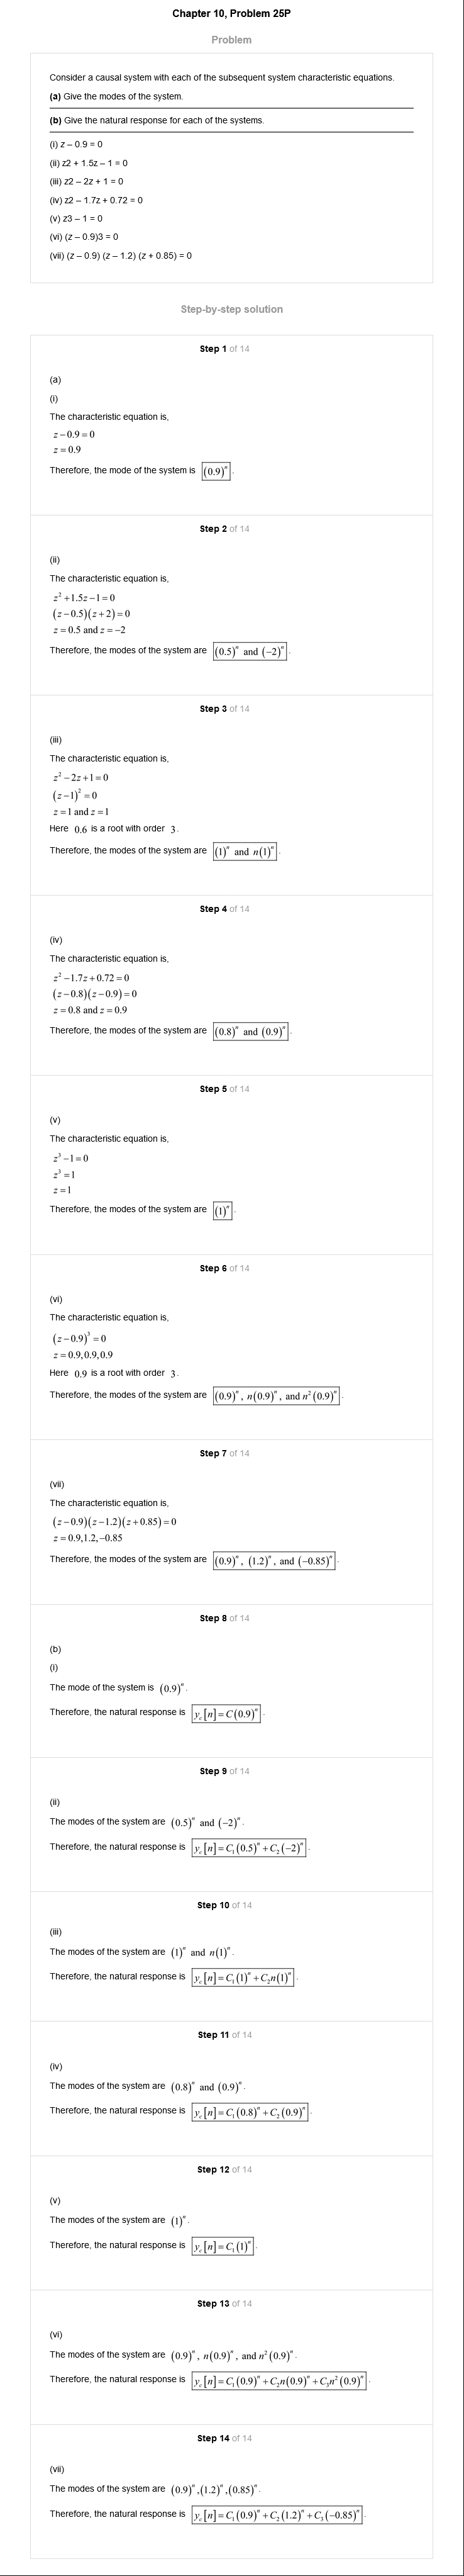 Chapter 10, Problem 25P
Problem
Consider a causal system with each of the subsequent system characteristic equations.
(a) Give the modes of the system.
(b) Give the natural response for each of the systems.
(i) z – 0.9 = 0
(ii) z2 + 1.5z – 1 = 0
(iii) z2 – 2z + 1 = 0
(iv) z2 – 1.7z + 0.72 = 0
(v) z3 – 1 = 0
(vi) (z – 0.9)3 = 0
(vii) (z – 0.9) (z – 1.2) (z + 0.85) = 0
Step-by-step solution
Step 1 of 14
(a)
(i)
The characteristic equation is,
z − 0.9 = 0
z = 0.9
Therefore, the mode of the system is (0.9)ⁿ.
Step 2 of 14
(ii)
The characteristic equation is,
z² + 1.5z − 1 = 0
(z − 0.5)(z + 2) = 0
z = 0.5 and z = −2
Therefore, the modes of the system are (0.5)ⁿ and (−2)ⁿ.
Step 3 of 14
(iii)
The characteristic equation is,
z² − 2z + 1 = 0
(z − 1)² = 0
z = 1 and z = 1
Here 0.6 is a root with order 3.
Therefore, the modes of the system are (1)ⁿ and n(1)ⁿ.
Step 4 of 14
(iv)
The characteristic equation is,
z² − 1.7z + 0.72 = 0
(z − 0.8)(z − 0.9) = 0
z = 0.8 and z = 0.9
Therefore, the modes of the system are (0.8)ⁿ and (0.9)ⁿ.
Step 5 of 14
(v)
The characteristic equation is,
z³ − 1 = 0
z³ = 1
z = 1
Therefore, the modes of the system are (1)ⁿ.
Step 6 of 14
(vi)
The characteristic equation is,
(z − 0.9)³ = 0
z = 0.9, 0.9, 0.9
Here 0.9 is a root with order 3.
Therefore, the modes of the system are (0.9)ⁿ, n(0.9)ⁿ, and n²(0.9)ⁿ.
Step 7 of 14
(vii)
The characteristic equation is,
(z − 0.9)(z − 1.2)(z + 0.85) = 0
z = 0.9, 1.2, −0.85
Therefore, the modes of the system are (0.9)ⁿ, (1.2)ⁿ, and (−0.85)ⁿ.
Step 8 of 14
(b)
(i)
The mode of the system is (0.9)ⁿ.
Therefore, the natural response is y_c[n] = C(0.9)ⁿ.
Step 9 of 14
(ii)
The modes of the system are (0.5)ⁿ and (−2)ⁿ.
Therefore, the natural response is y_c[n] = C₁(0.5)ⁿ + C₂(−2)ⁿ.
Step 10 of 14
(iii)
The modes of the system are (1)ⁿ and n(1)ⁿ.
Therefore, the natural response is y_c[n] = C₁(1)ⁿ + C₂n(1)ⁿ.
Step 11 of 14
(iv)
The modes of the system are (0.8)ⁿ and (0.9)ⁿ.
Therefore, the natural response is y_c[n] = C₁(0.8)ⁿ + C₂(0.9)ⁿ.
Step 12 of 14
(v)
The modes of the system are (1)ⁿ.
Therefore, the natural response is y_c[n] = C₁(1)ⁿ.
Step 13 of 14
(vi)
The modes of the system are (0.9)ⁿ, n(0.9)ⁿ, and n²(0.9)ⁿ.
Therefore, the natural response is y_c[n] = C₁(0.9)ⁿ + C₂n(0.9)ⁿ + C₃n²(0.9)ⁿ.
Step 14 of 14
(vii)
The modes of the system are (0.9)ⁿ,(1.2)ⁿ,(0.85)ⁿ.
Therefore, the natural response is y_c[n] = C₁(0.9)ⁿ + C₂(1.2)ⁿ + C₃(−0.85)ⁿ.